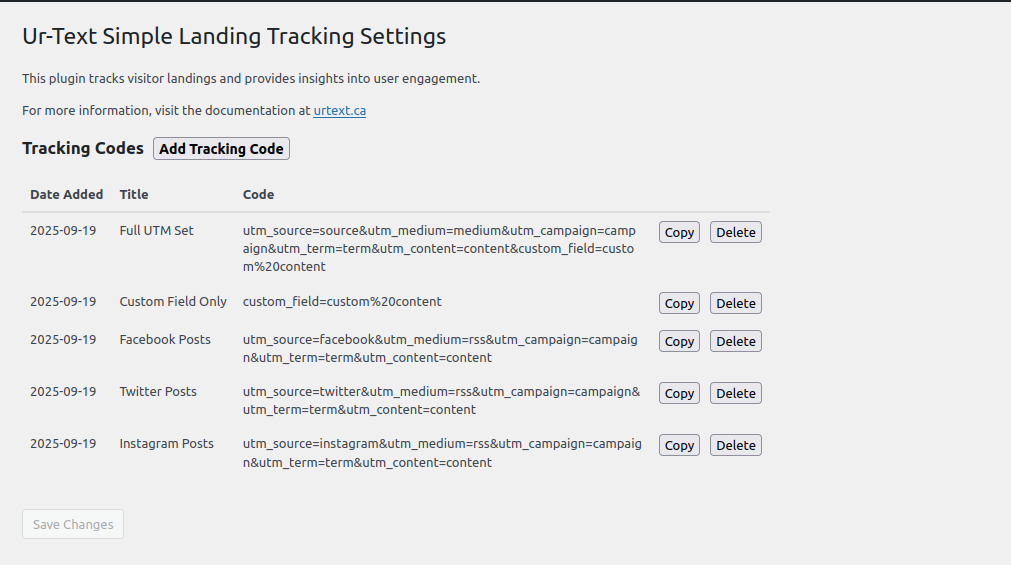 Ur-Text Simple Landing Tracking Settings
This plugin tracks visitor landings and provides insights into user engagement.
For more information, visit the documentation at urtext.ca
Tracking Codes Add Tracking Code
Date Added Title Code
2025-09-19 Full UTM Set utm_source=source&utm_medium=medium&utm_campaign=camp Copy Delete
aign&utm_term=term&utm_content=content&custom_field=custo
m%20content
2025-09-19 Custom Field Only custom_field=custom%20content Copy Delete
2025-09-19 Facebook Posts utm_source=facebook&utm_medium=rss&utm_campaign=campaig Copy Delete
n&utm_term=term&utm_content=content
2025-09-19 Twitter Posts utm_source=twitter&utm_medium=rss&utm_campaign=campaign& Copy Delete
utm_term=term&utm_content=content
2025-09-19 Instagram Posts utm_source=instagram&utm_medium=rss&utm_campaign=campaig Copy Delete
n&utm_term=term&utm_content=content
Save Changes